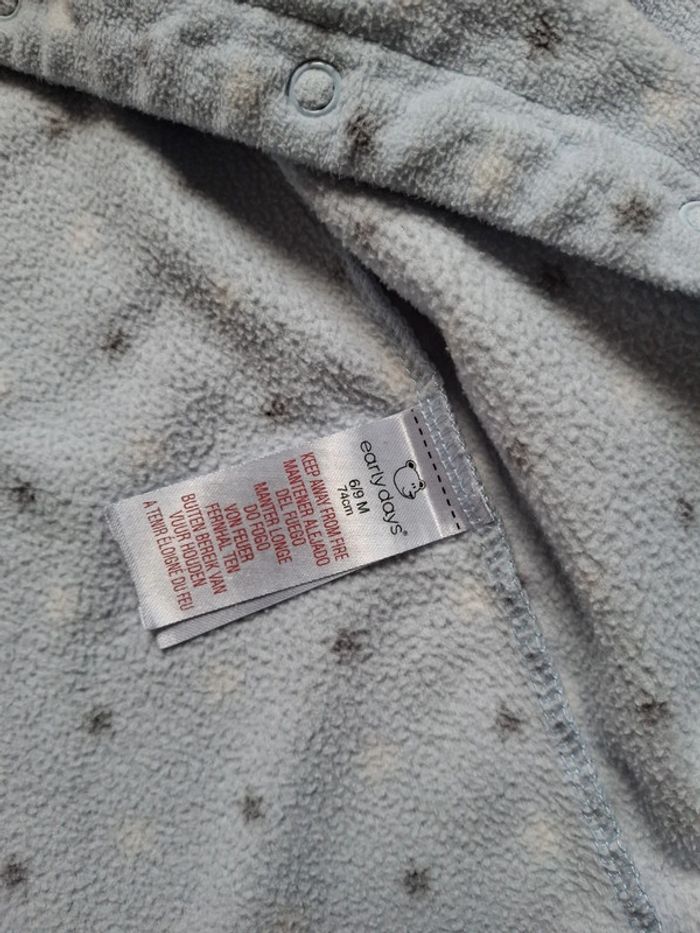 early days®
6/9 M
74cm
KEEP AWAY FROM FIRE
MANTENER ALEJADO
DEL FUEGO
MANTER LONGE
DO FOGO
VON FEUER
FERNHALTEN
BUITEN BEREIK VAN
VUUR HOUDEN
A TENIR ÉLOIGNÉ DU FEU